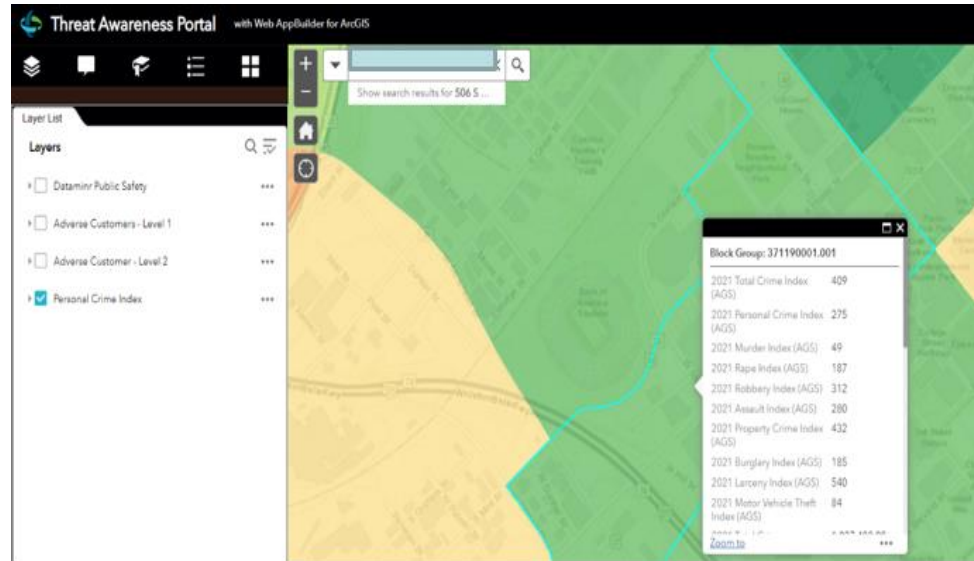 Threat Awareness Portal with Web AppBuilder for ArcGIS
Show search results for 506 S ...
Layer List
Layers
Dataminr Public Safety
Adverse Customers - Level 1
Adverse Customer - Level 2
Personal Crime Index
Block Group: 371190001.001
2021 Total Crime Index (AGS) 409
2021 Personal Crime Index (AGS) 275
2021 Murder Index (AGS) 49
2021 Rape Index (AGS) 187
2021 Robbery Index (AGS) 312
2021 Assault Index (AGS) 280
2021 Property Crime Index (AGS) 432
2021 Burglary Index (AGS) 185
2021 Larceny Index (AGS) 540
2021 Motor Vehicle Theft Index (AGS) 84
Zoom to